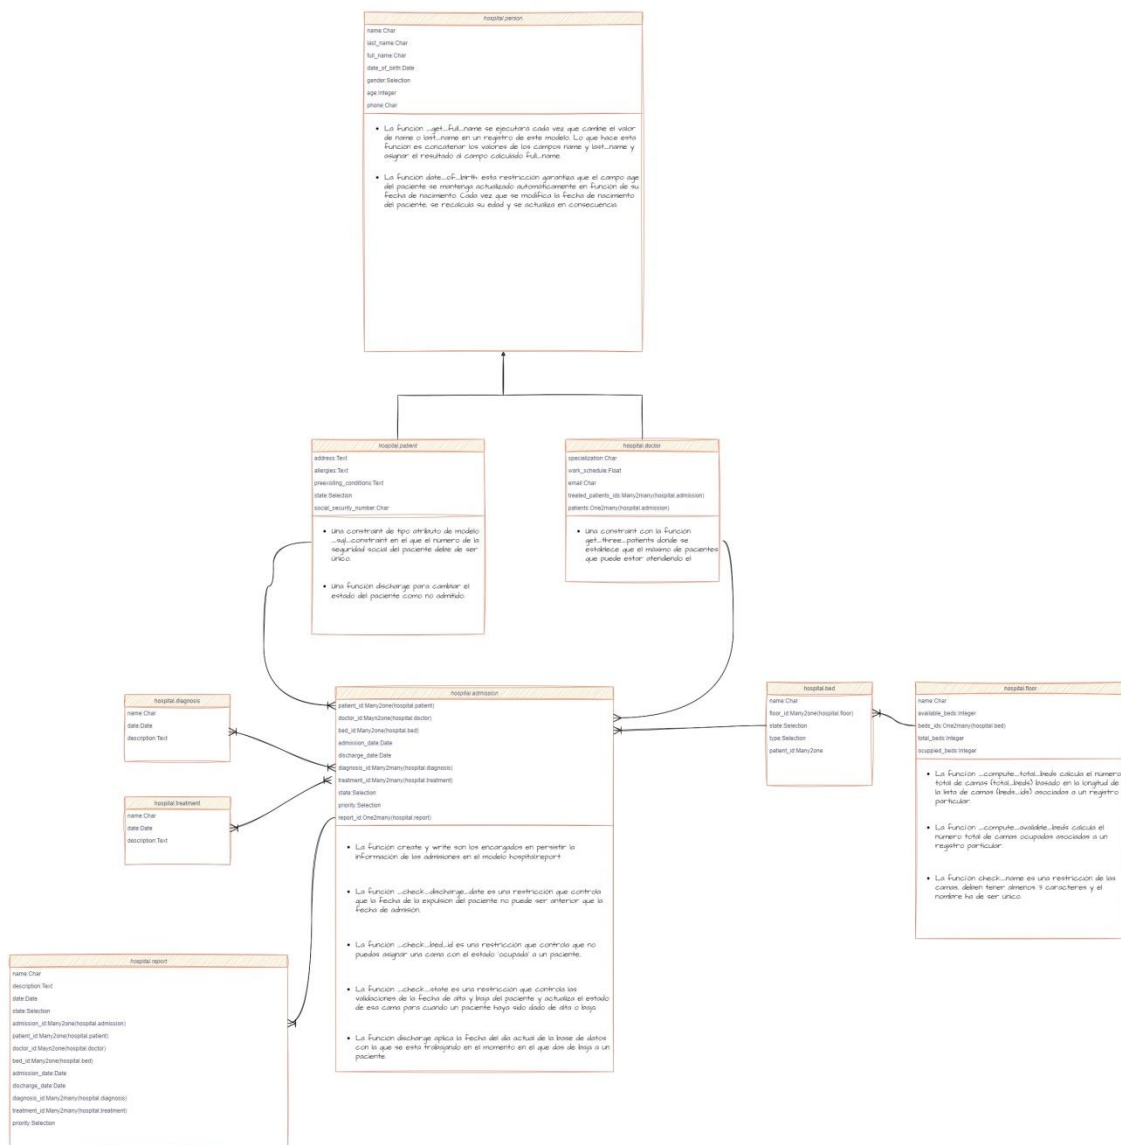 hospital.person
name:Char
last_name:Char
full_name:Char
date_of_birth:Date
gender:Selection
age:Integer
phone:Char
• La función _get_full_name se ejecutará cada vez que cambie el valor
de name o last_name en un registro de este modelo. Lo que hace esta
función es concatenar los valores de los campos name y last_name y
asignar el resultado al campo calculado full_name.
• La función date_of_birth: esta restricción garantiza que el campo age
del paciente se mantenga actualizado automáticamente en función de su
fecha de nacimiento. Cada vez que se modifica la fecha de nacimiento
del paciente, se recalcula su edad y se actualiza en consecuencia.
hospital.patient
address:Text
allergies:Text
preexisting_conditions:Text
state:Selection
social_security_number:Char
• Una constraint de tipo atributo de modelo
_sql_constraint en el que el número de la
seguridad social del paciente debe de ser
único.
• Una función discharge para cambiar el
estado del paciente como no admitido.
hospital.doctor
specialization:Char
work_schedule:Float
email:Char
treated_patients_ids:Many2many(hospital.admission)
patients:One2many(hospital.admission)
• Una constraint con la función
get_three_patients donde se
establece que el máximo de pacientes
que puede estar atendiendo el
hospital.diagnosis
name:Char
date:Date
description:Text
hospital.treatment
name:Char
date:Date
description:Text
hospital.admission
patient_id:Many2one(hospital.patient)
doctor_id:Mayn2one(hospital.doctor)
bed_id:Many2one(hospital.bed)
admission_date:Date
discharge_date:Date
diagnosis_id:Many2many(hospital.diagnosis)
treatment_id:Many2many(hospital.treatment)
state:Selection
priority:Selection
report_id:One2many(hospital.report)
• La función create y write son los encargados en persistir la
información de las admisiones en el modelo hospital.report
• La función _check_discharge_date es una restricción que controla
que la fecha de la expulsión del paciente no puede ser anterior que la
fecha de admisión.
• La función _check_bed_id es una restricción que controla que no
puedas asignar una cama con el estado 'ocupada' a un paciente.
• La función _check_state es una restricción que controla las
validaciones de la fecha de alta y baja del paciente y actualiza el estado
de esa cama para cuando un paciente haya sido dado de alta o baja.
• La función discharge aplica la fecha del día actual de la base de datos
con la que se está trabajando en el momento en el que das de baja a un
paciente.
hospital.bed
name:Char
floor_id:Many2one(hospital.floor)
state:Selection
type:Selection
patient_id:Many2one
hospital.floor
name:Char
available_beds:Integer
beds_ids:One2many(hospital.bed)
total_beds:Integer
ocuppied_beds:Integer
• La función _compute_total_beds calcula el número
total de camas (total_beds) basado en la longitud de
la lista de camas (beds_ids) asociadas a un registro
particular.
• La función _compute_available_beds calcula el
número total de camas ocupadas asociadas a un
registro particular.
• La función check_name es una restricción de las
camas, deben tener almenos 3 caracteres y el
nombre ha de ser único.
hospital.report
name:Char
description:Text
date:Date
state:Selection
admission_id:Many2one(hospital.admission)
patient_id:Many2one(hospital.patient)
doctor_id:Mayn2one(hospital.doctor)
bed_id:Many2one(hospital.bed)
admission_date:Date
discharge_date:Date
diagnosis_id:Many2many(hospital.diagnosis)
treatment_id:Many2many(hospital.treatment)
priority:Selection